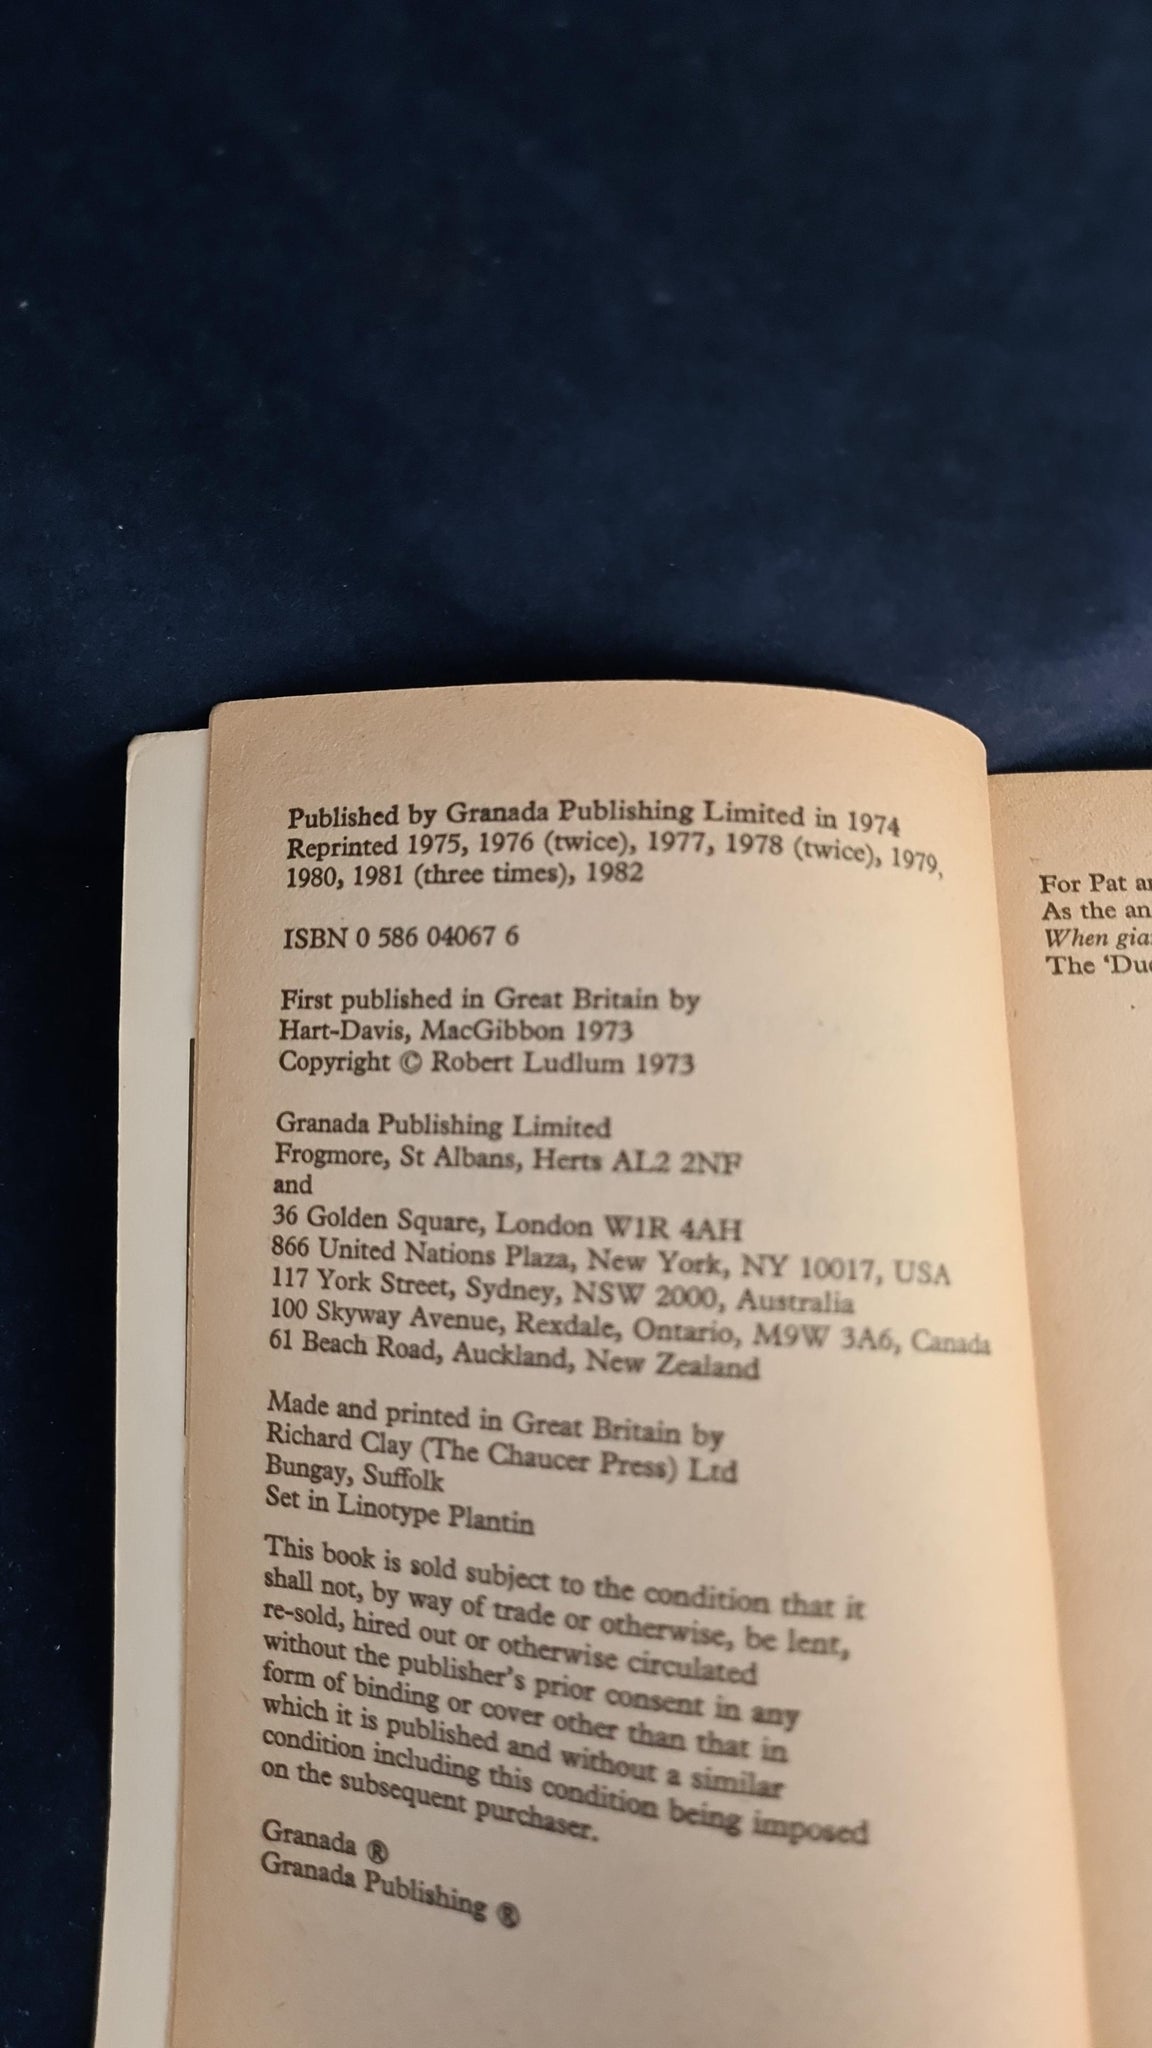 Published by Granada Publishing Limited in 1974
Reprinted 1975, 1976 (twice), 1977, 1978 (twice), 1979,
1980, 1981 (three times), 1982
ISBN 0 586 04067 6
First published in Great Britain by
Hart-Davis, MacGibbon 1973
Copyright © Robert Ludlum 1973
Granada Publishing Limited
Frogmore, St Albans, Herts AL2 2NF
and
36 Golden Square, London W1R 4AH
866 United Nations Plaza, New York, NY 10017, USA
117 York Street, Sydney, NSW 2000, Australia
100 Skyway Avenue, Rexdale, Ontario, M9W 3A6, Canada
61 Beach Road, Auckland, New Zealand
Made and printed in Great Britain by
Richard Clay (The Chaucer Press) Ltd
Bungay, Suffolk
Set in Linotype Plantin
This book is sold subject to the condition that it
shall not, by way of trade or otherwise, be lent,
re-sold, hired out or otherwise circulated
without the publisher's prior consent in any
form of binding or cover other than that in
which it is published and without a similar
condition including this condition being imposed
on the subsequent purchaser.
Granada ®
Granada Publishing ®
For Pat
As the
When
The